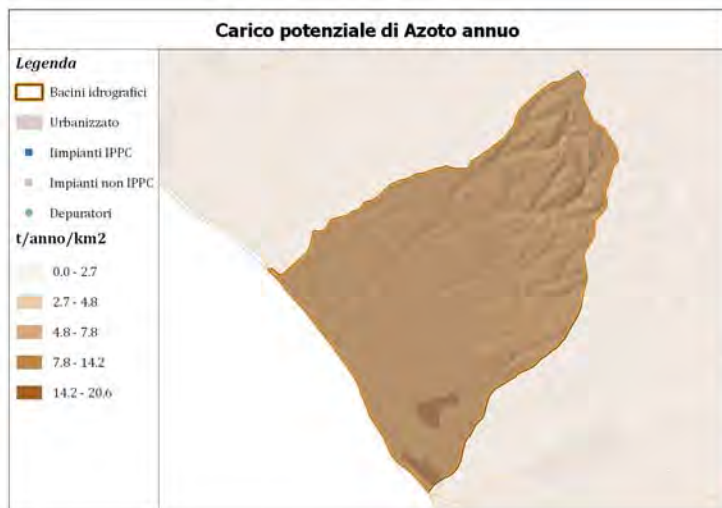 Carico potenziale di Azoto annuo
Legenda
Bacini idrografici
Urbanizzato
Iimpianti IPPC
Impianti non IPPC
Depuratori
t/anno/km2
0.0 - 2.7
2.7 - 4.8
4.8 - 7.8
7.8 - 14.2
14.2 - 20.6